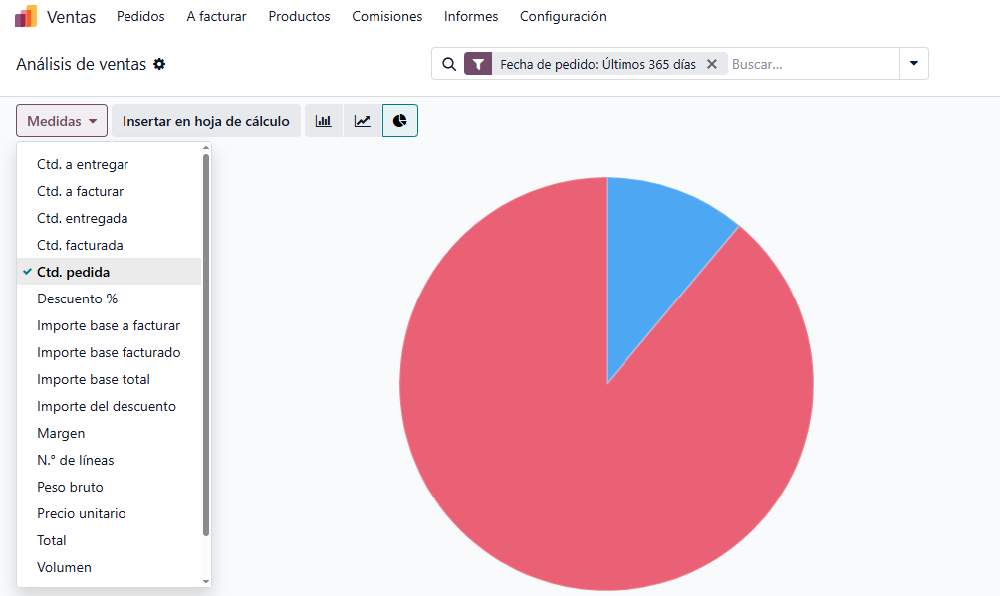 Ventas Pedidos A facturar Productos Comisiones Informes Configuración
Análisis de ventas Fecha de pedido: Últimos 365 días Buscar...
Medidas Insertar en hoja de cálculo
Ctd. a entregar
Ctd. a facturar
Ctd. entregada
Ctd. facturada
Ctd. pedida
Descuento %
Importe base a facturar
Importe base facturado
Importe base total
Importe del descuento
Margen
N.° de líneas
Peso bruto
Precio unitario
Total
Volumen